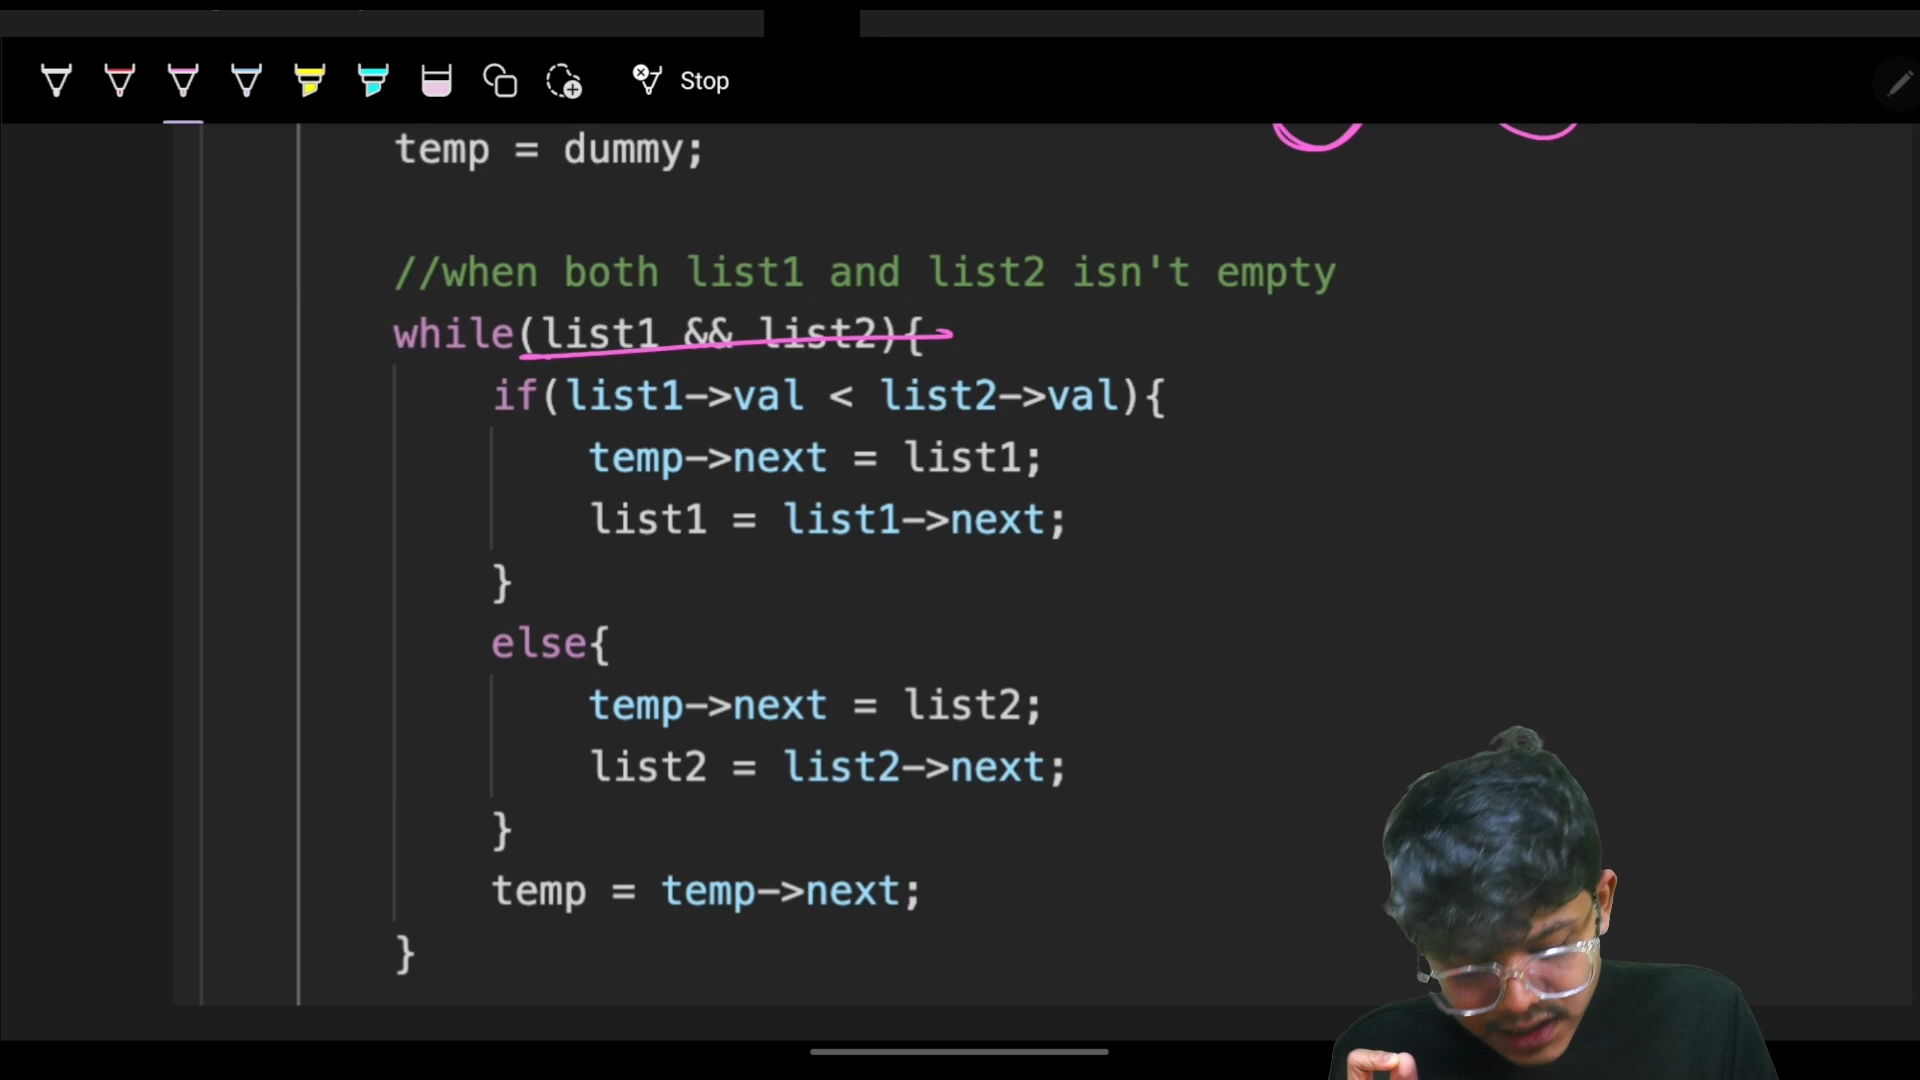 Stop
temp = dummy;
//when both list1 and list2 isn't empty
while(list1 && list2){
if(list1->val < list2->val){
temp->next = list1;
list1 = list1->next;
}
else{
temp->next = list2;
list2 = list2->next;
}
temp = temp->next;
}